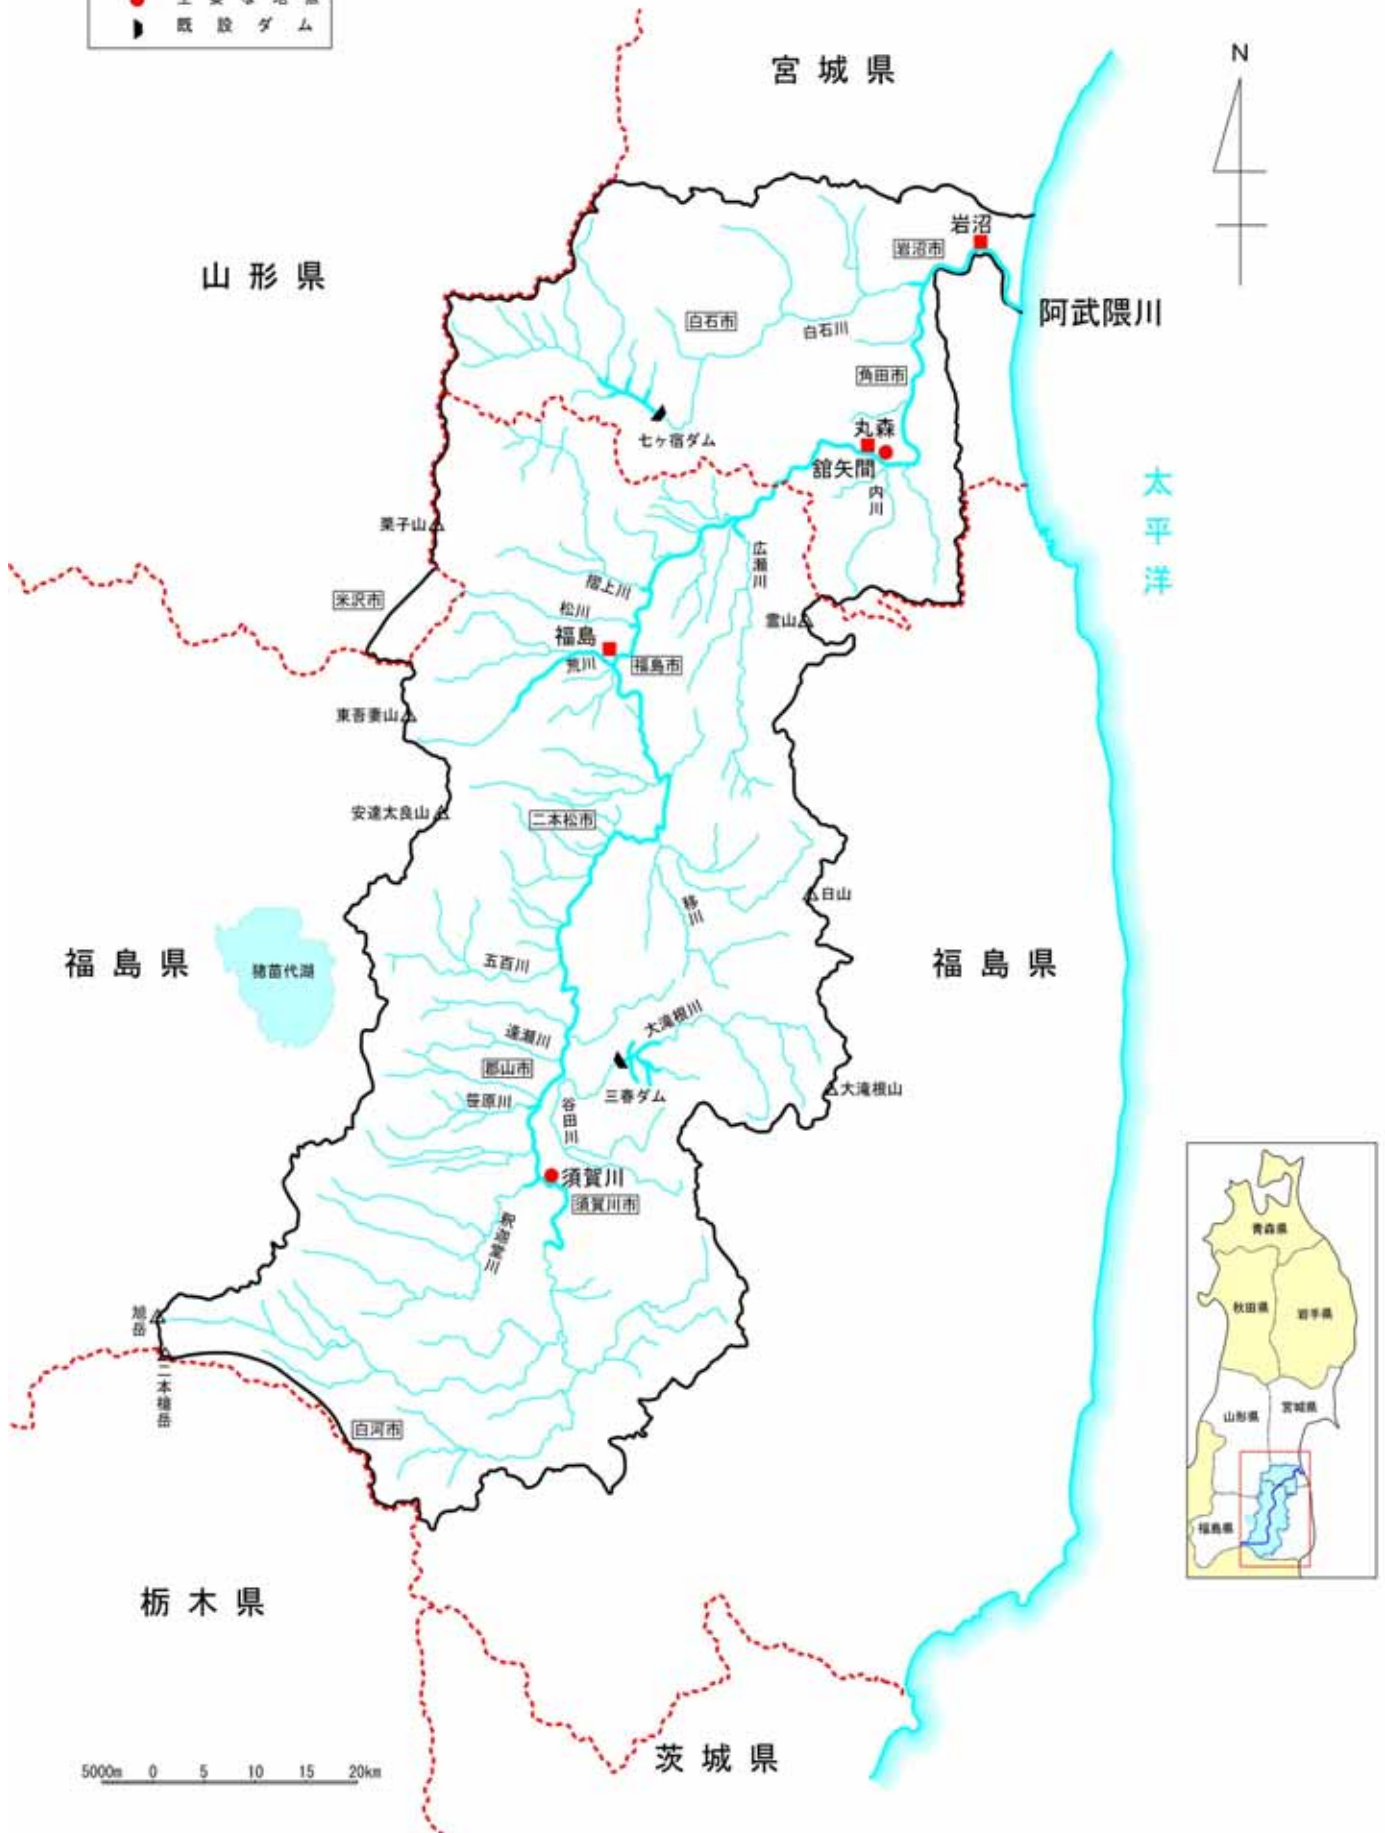 主要な地点
既設ダム
宮城県
N
山形県
岩沼
岩沼市
阿武隈川
白石市
白石川
角田市
丸森
七ヶ宿ダム
舘矢間
内川
太平洋
栗子山
広瀬川
摺上川
米沢市
松川
霊山
福島
荒川
福島市
東吾妻山
安達太良山
二本松市
日山
移川
福島県
猪苗代湖
五百川
福島県
大滝根川
逢瀬川
郡山市
三春ダム
大滝根山
笹原川
谷田川
須賀川
須賀川市
釈迦堂川
旭岳
二本槍岳
白河市
青森県
秋田県
岩手県
山形県
宮城県
福島県
栃木県
茨城県
5000m 0 5 10 15 20km